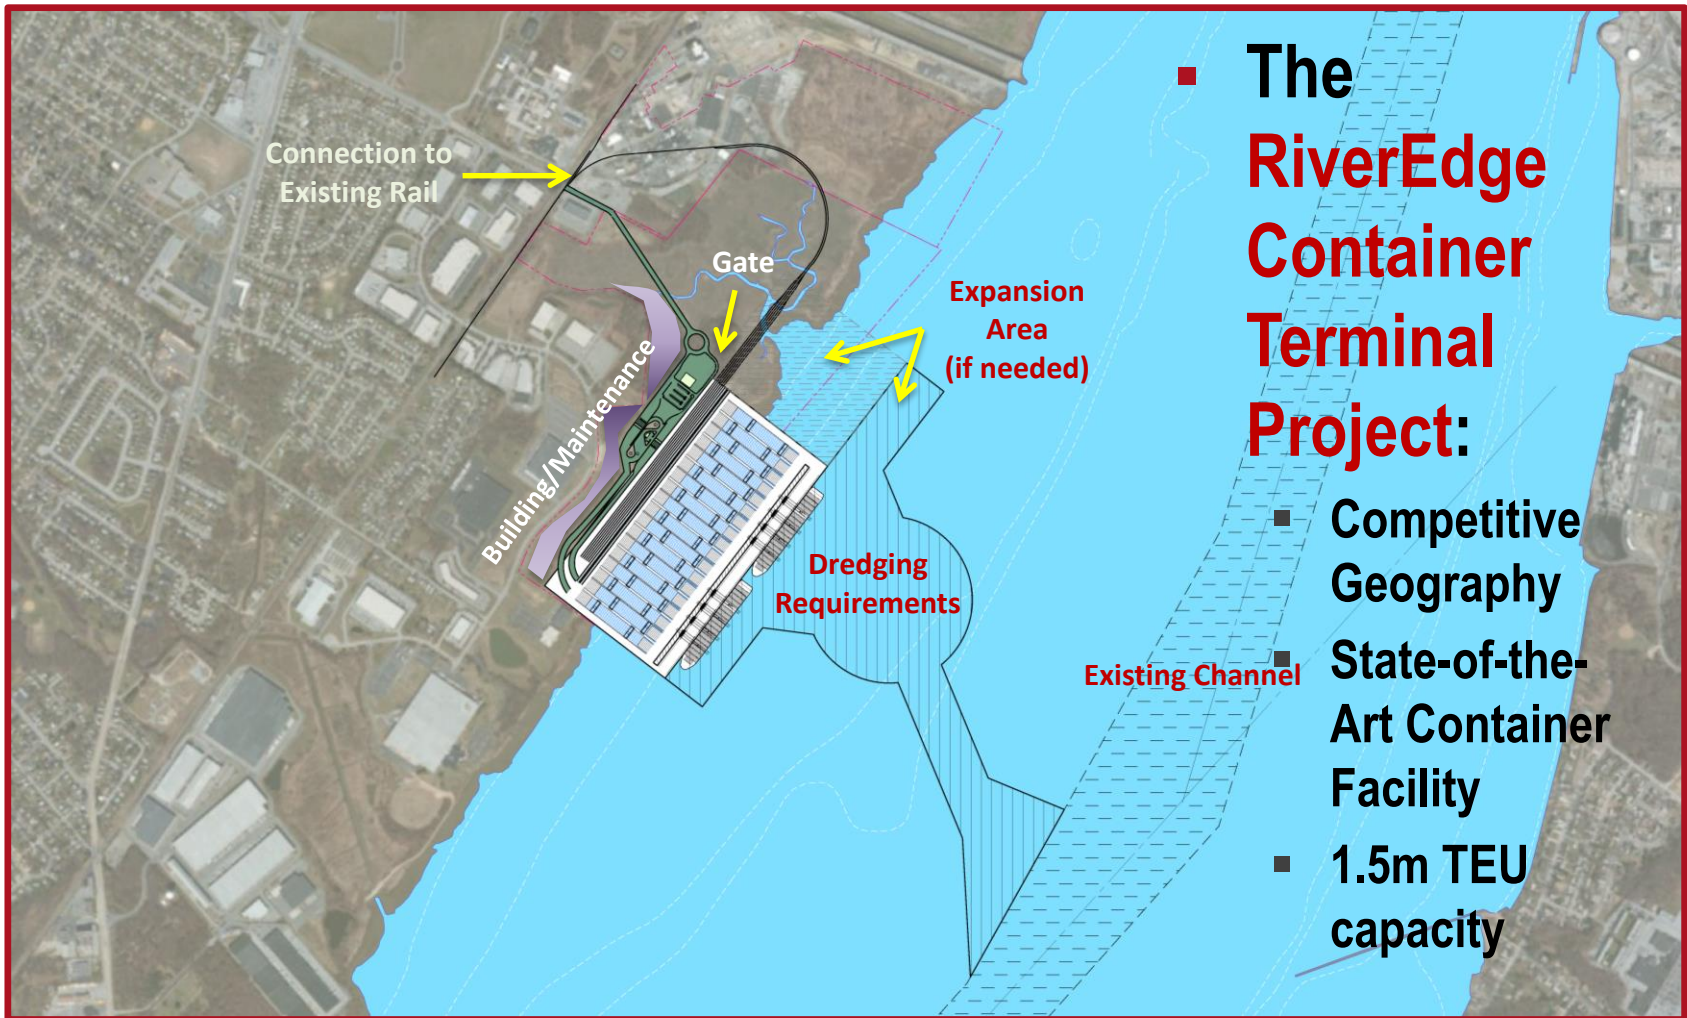 The
RiverEdge
Container
Terminal
Project:
Competitive
Geography
State-of-the-
Art Container
Facility
1.5m TEU
capacity
Connection to
Existing Rail
Gate
Building/Maintenance
Expansion
Area
(if needed)
Dredging
Requirements
Existing Channel